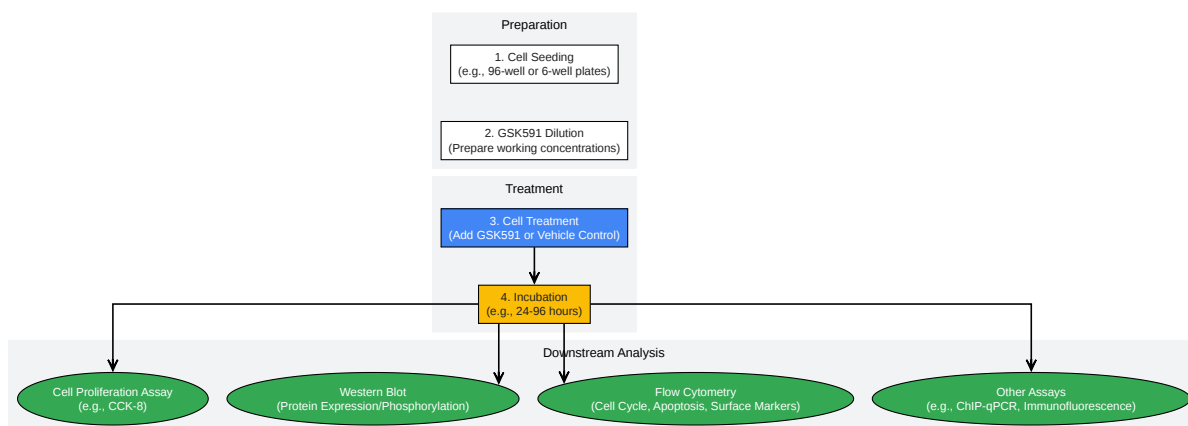 Preparation
1. Cell Seeding
(e.g., 96-well or 6-well plates)
2. GSK591 Dilution
(Prepare working concentrations)
Treatment
3. Cell Treatment
(Add GSK591 or Vehicle Control)
4. Incubation
(e.g., 24-96 hours)
Downstream Analysis
Cell Proliferation Assay
(e.g., CCK-8)
Western Blot
(Protein Expression/Phosphorylation)
Flow Cytometry
(Cell Cycle, Apoptosis, Surface Markers)
Other Assays
(e.g., ChIP-qPCR, Immunofluorescence)